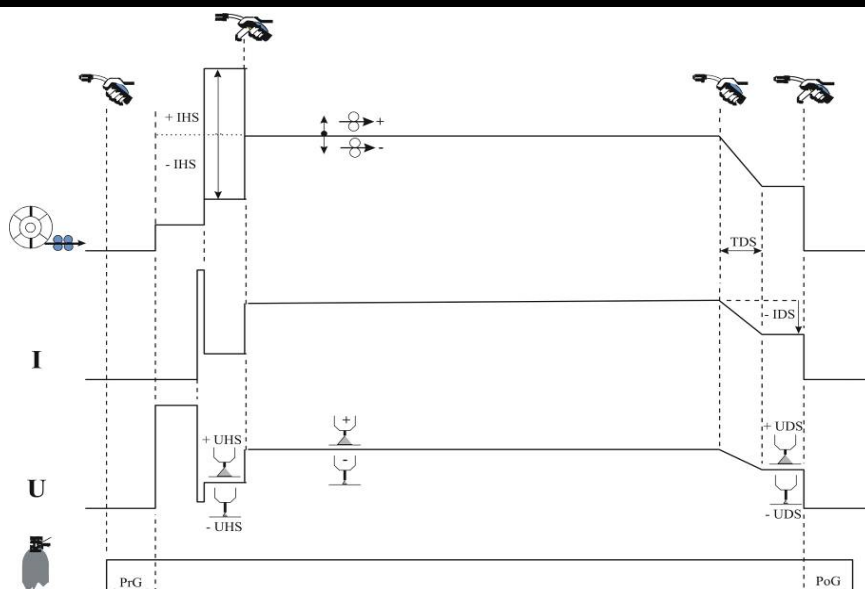 + IHS
+
- IHS
-
TDS
- IDS
I
+ UHS
+
+ UDS
-
U
- UHS
- UDS
PrG
PoG